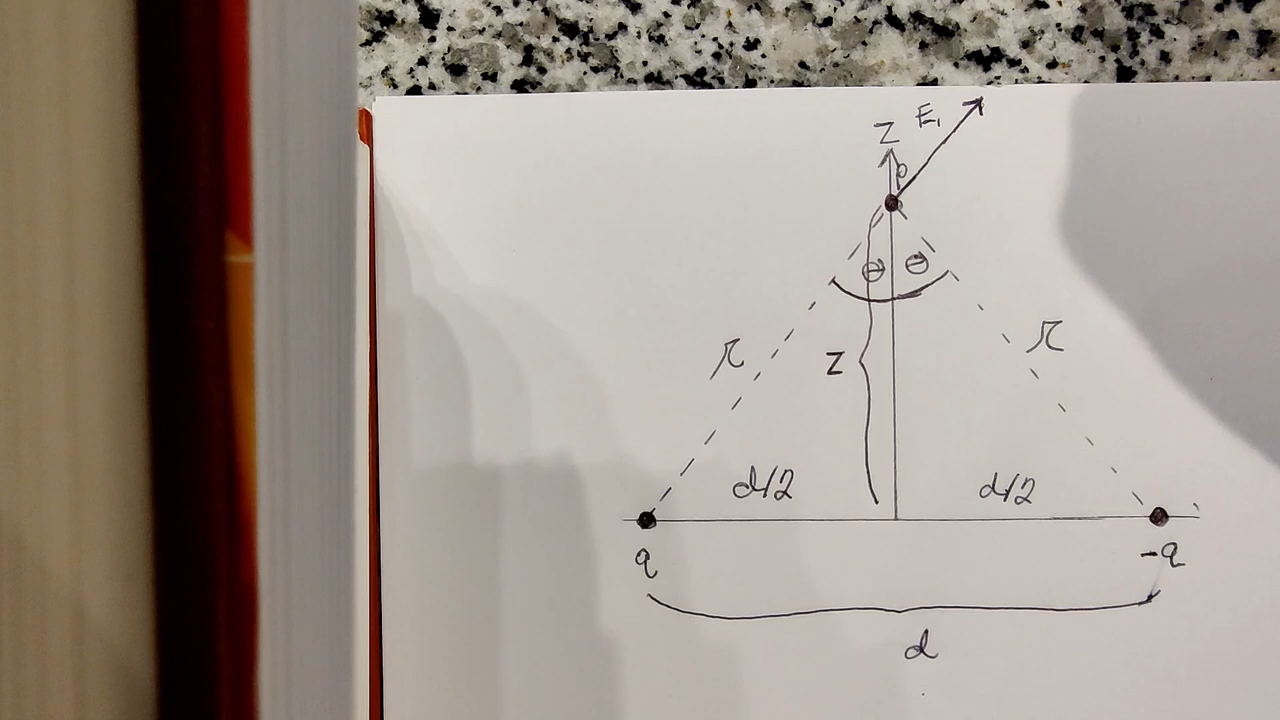 Z E₁
P
θ θ
r z r
d/2 d/2
q -q
d